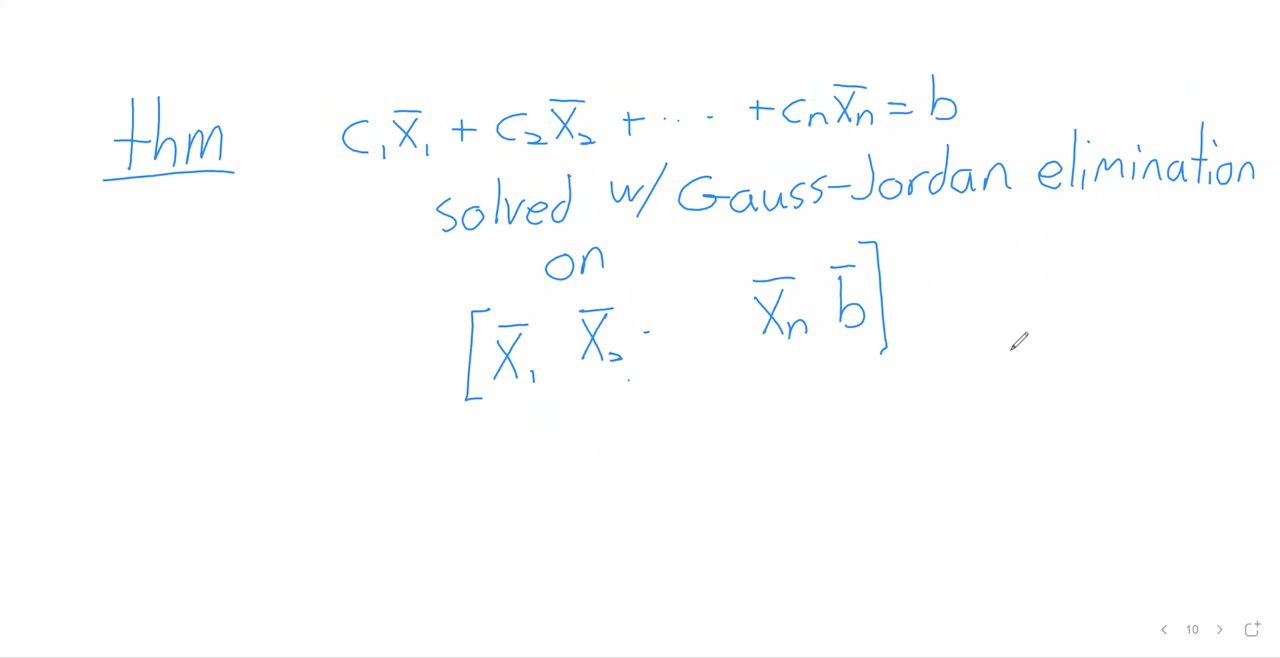 thm c₁x̄₁ + c₂x̄₂ + ··· + cₙx̄ₙ = b
solved w/ Gauss-Jordan elimination
on
[x̄₁ x̄₂ · · x̄ₙ b̄]
< 10 >